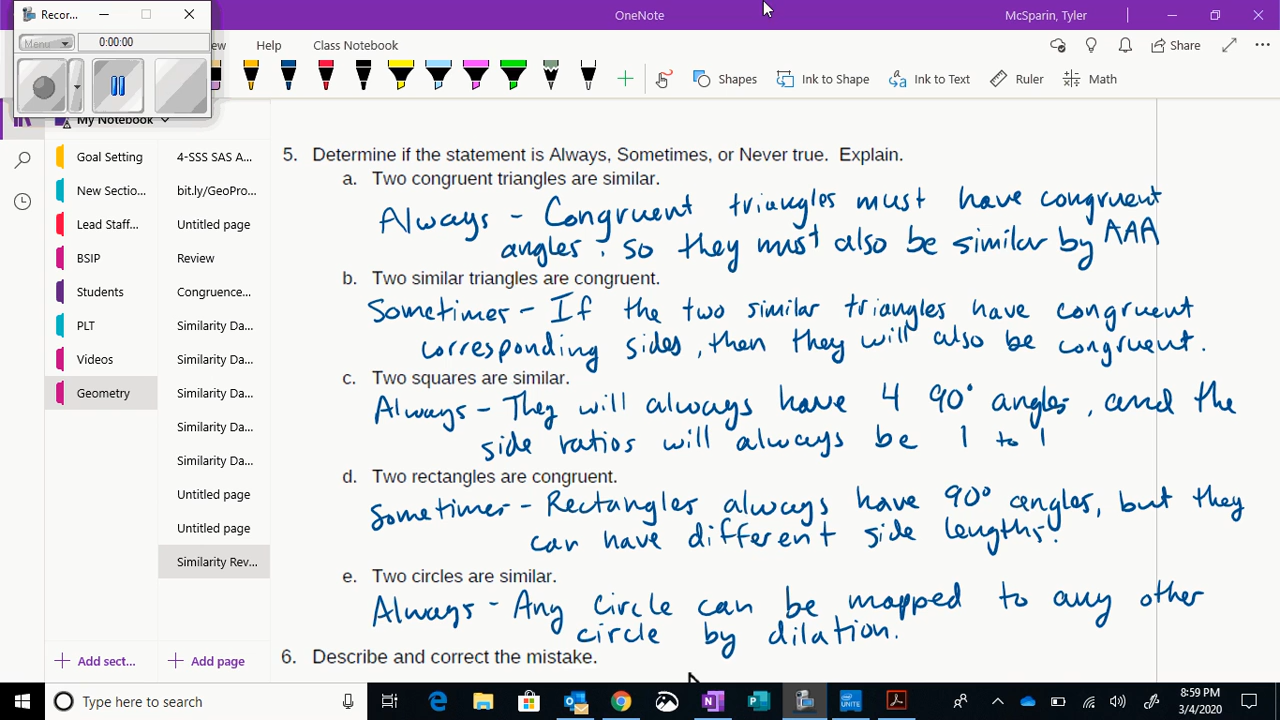 Recor...
OneNote
McSparin, Tyler
Menu
0:00:00
Help
Class Notebook
Share
Shapes
Ink to Shape
Ink to Text
Ruler
Math
My Notebook
Goal Setting
New Sectio...
Lead Staff...
BSIP
Students
PLT
Videos
Geometry
4-SSS SAS A...
bit.ly/GeoPro...
Untitled page
Review
Congruence...
Similarity Da...
Similarity Da...
Similarity Da...
Similarity Da...
Similarity Da...
Untitled page
Untitled page
Similarity Rev...
Add sect...
Add page
5. Determine if the statement is Always, Sometimes, or Never true. Explain.
a. Two congruent triangles are similar.
Always - Congruent triangles must have congruent
angles, so they must also be similar by AAA
b. Two similar triangles are congruent.
Sometimes - If the two similar triangles have congruent
corresponding sides, then they will also be congruent.
c. Two squares are similar.
Always - They will always have 4 90° angles, and the
side ratios will always be 1 to 1
d. Two rectangles are congruent.
Sometimes - Rectangles always have 90° angles, but they
can have different side lengths.
e. Two circles are similar.
Always - Any circle can be mapped to any other
circle by dilation.
6. Describe and correct the mistake.
Type here to search
8:59 PM
3/4/2020